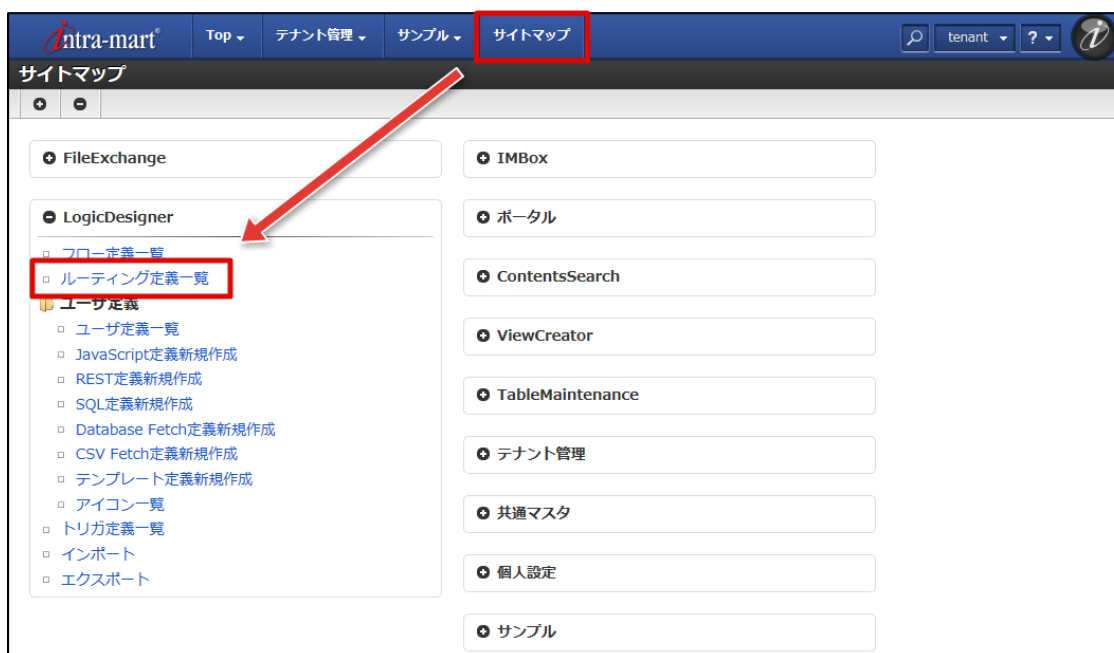 intra-mart®
Top
テナント管理
サンプル
サイトマップ
tenant
?
サイトマップ
FileExchange
LogicDesigner
フロー定義一覧
ルーティング定義一覧
ユーザ定義
ユーザ定義一覧
JavaScript定義新規作成
REST定義新規作成
SQL定義新規作成
Database Fetch定義新規作成
CSV Fetch定義新規作成
テンプレート定義新規作成
アイコン一覧
トリガ定義一覧
インポート
エクスポート
IMBox
ポータル
ContentsSearch
ViewCreator
TableMaintenance
テナント管理
共通マスタ
個人設定
サンプル